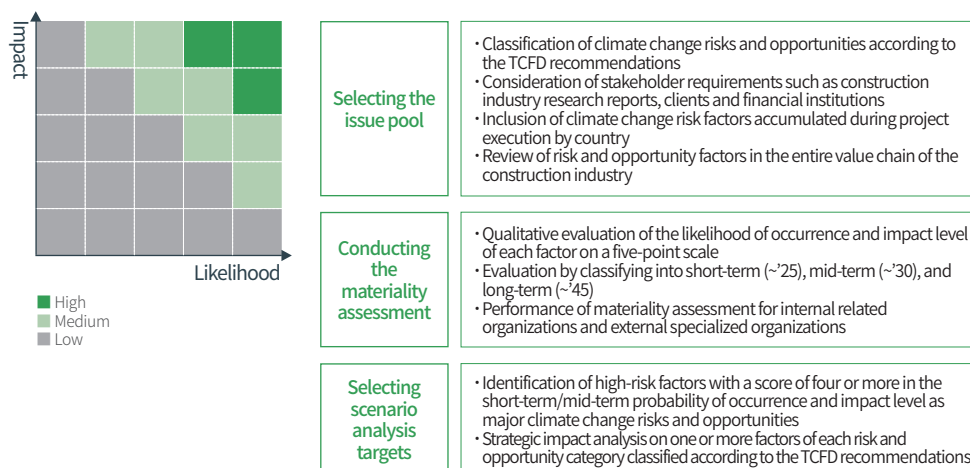 Impact
Likelihood
High
Medium
Low
Selecting the
issue pool
· Classification of climate change risks and opportunities according to
the TCFD recommendations
· Consideration of stakeholder requirements such as construction
industry research reports, clients and financial institutions
· Inclusion of climate change risk factors accumulated during project
execution by country
· Review of risk and opportunity factors in the entire value chain of the
construction industry
Conducting
the
materiality
assessment
· Qualitative evaluation of the likelihood of occurrence and impact level
of each factor on a five-point scale
· Evaluation by classifying into short-term (~’25), mid-term (~’30), and
long-term (~’45)
· Performance of materiality assessment for internal related
organizations and external specialized organizations
Selecting
scenario
analysis
targets
· Identification of high-risk factors with a score of four or more in the
short-term/mid-term probability of occurrence and impact level as
major climate change risks and opportunities
· Strategic impact analysis on one or more factors of each risk and
opportunity category classified according to the TCFD recommendations